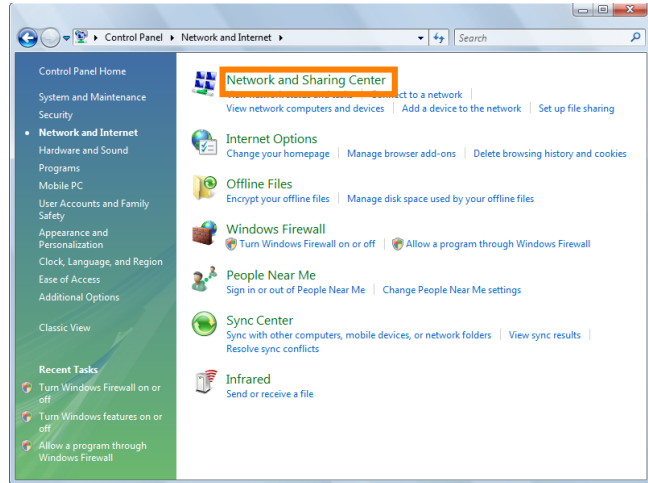 Control Panel Network and Internet
Search
Control Panel Home
System and Maintenance
Security
Network and Internet
Hardware and Sound
Programs
Mobile PC
User Accounts and Family
Safety
Appearance and
Personalization
Clock, Language, and Region
Ease of Access
Additional Options
Classic View
Recent Tasks
Turn Windows Firewall on or
off
Turn Windows features on or
off
Allow a program through
Windows Firewall
Network and Sharing Center
to a network
View network computers and devices Add a device to the network Set up file sharing
Internet Options
Change your homepage Manage browser add-ons Delete browsing history and cookies
Offline Files
Encrypt your offline files Manage disk space used by your offline files
Windows Firewall
Turn Windows Firewall on or off Allow a program through Windows Firewall
People Near Me
Sign in or out of People Near Me Change People Near Me settings
Sync Center
Sync with other computers, mobile devices, or network folders View sync results
Resolve sync conflicts
Infrared
Send or receive a file